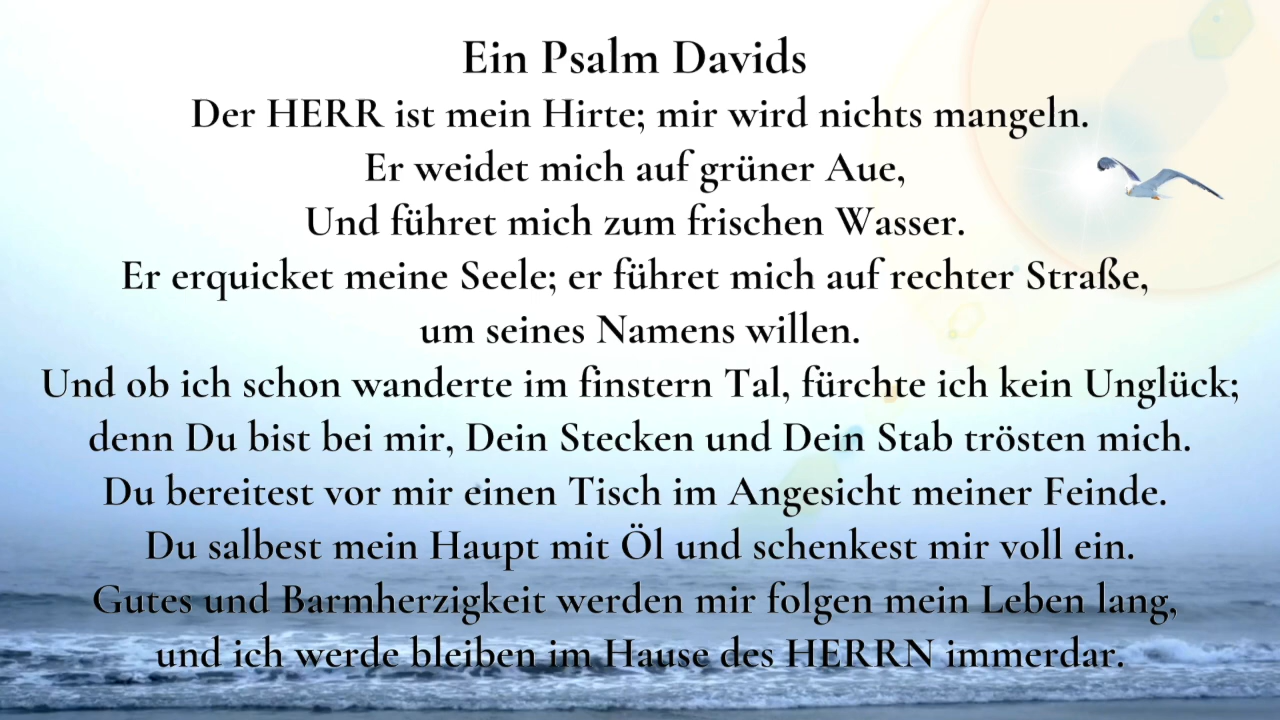 Ein Psalm Davids
Der HERR ist mein Hirte; mir wird nichts mangeln.
Er weidet mich auf grüner Aue,
Und führet mich zum frischen Wasser.
Er erquicket meine Seele; er führet mich auf rechter Straße,
um seines Namens willen.
Und ob ich schon wanderte im finstern Tal, fürchte ich kein Unglück;
denn Du bist bei mir, Dein Stecken und Dein Stab trösten mich.
Du bereitest vor mir einen Tisch im Angesicht meiner Feinde.
Du salbest mein Haupt mit Öl und schenkest mir voll ein.
Gutes und Barmherzigkeit werden mir folgen mein Leben lang,
und ich werde bleiben im Hause des HERRN immerdar.